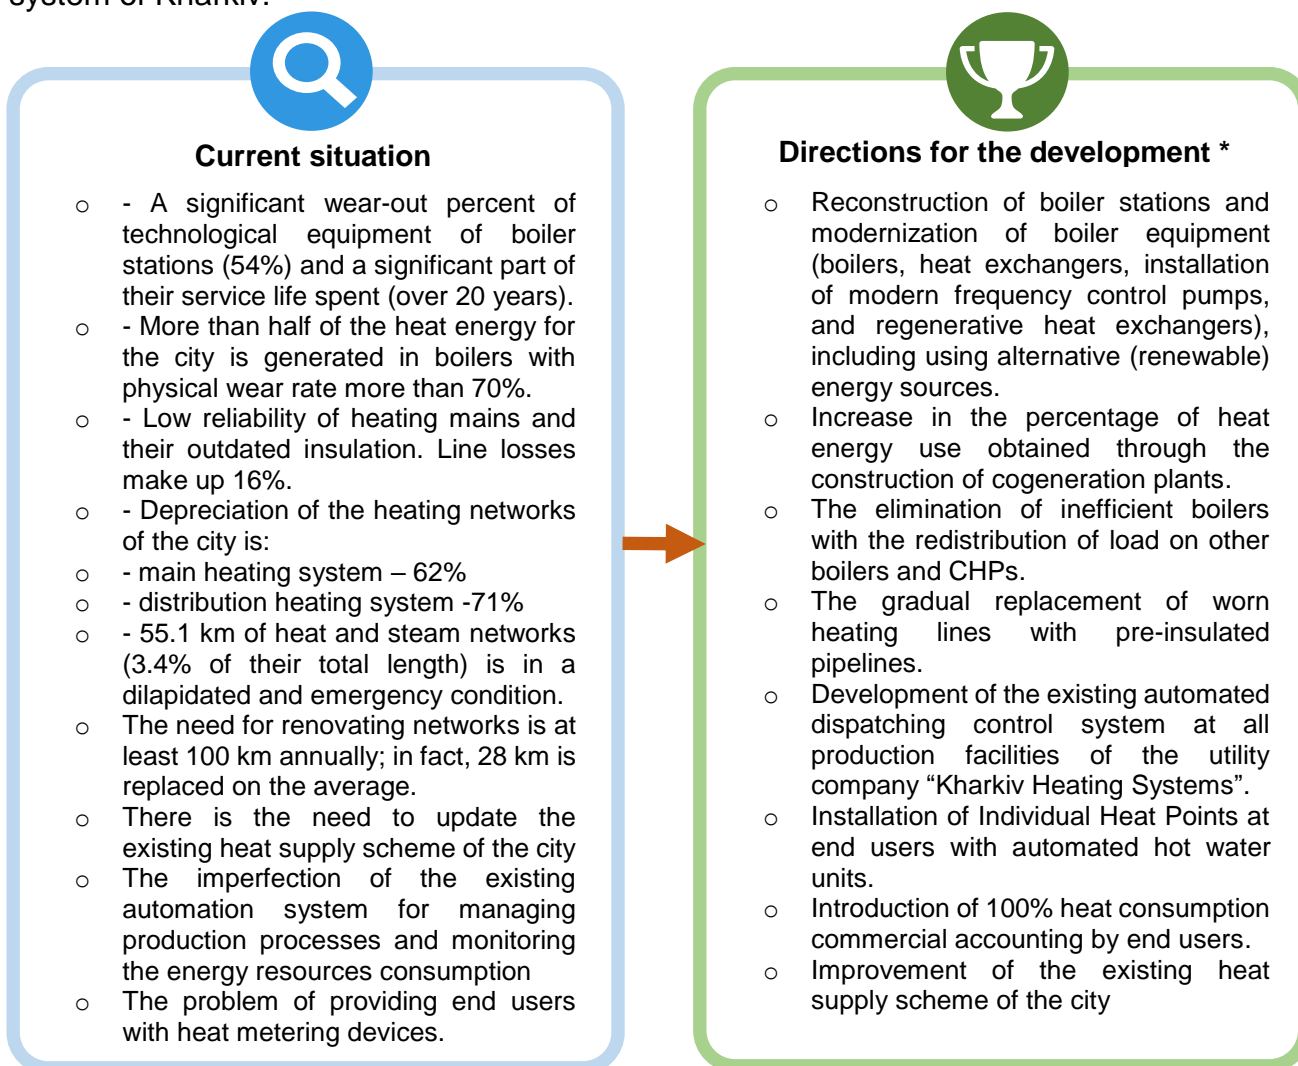 system of Kharkiv.
Current situation
o - A significant wear-out percent of
technological equipment of boiler
stations (54%) and a significant part of
their service life spent (over 20 years).
o - More than half of the heat energy for
the city is generated in boilers with
physical wear rate more than 70%.
o - Low reliability of heating mains and
their outdated insulation. Line losses
make up 16%.
o - Depreciation of the heating networks
of the city is:
o - main heating system – 62%
o - distribution heating system -71%
o - 55.1 km of heat and steam networks
(3.4% of their total length) is in a
dilapidated and emergency condition.
o The need for renovating networks is at
least 100 km annually; in fact, 28 km is
replaced on the average.
o There is the need to update the
existing heat supply scheme of the city
o The imperfection of the existing
automation system for managing
production processes and monitoring
the energy resources consumption
o The problem of providing end users
with heat metering devices.
Directions for the development *
o Reconstruction of boiler stations and
modernization of boiler equipment
(boilers, heat exchangers, installation
of modern frequency control pumps,
and regenerative heat exchangers),
including using alternative (renewable)
energy sources.
o Increase in the percentage of heat
energy use obtained through the
construction of cogeneration plants.
o The elimination of inefficient boilers
with the redistribution of load on other
boilers and CHPs.
o The gradual replacement of worn
heating lines with pre-insulated
pipelines.
o Development of the existing automated
dispatching control system at all
production facilities of the utility
company “Kharkiv Heating Systems”.
o Installation of Individual Heat Points at
end users with automated hot water
units.
o Introduction of 100% heat consumption
commercial accounting by end users.
o Improvement of the existing heat
supply scheme of the city